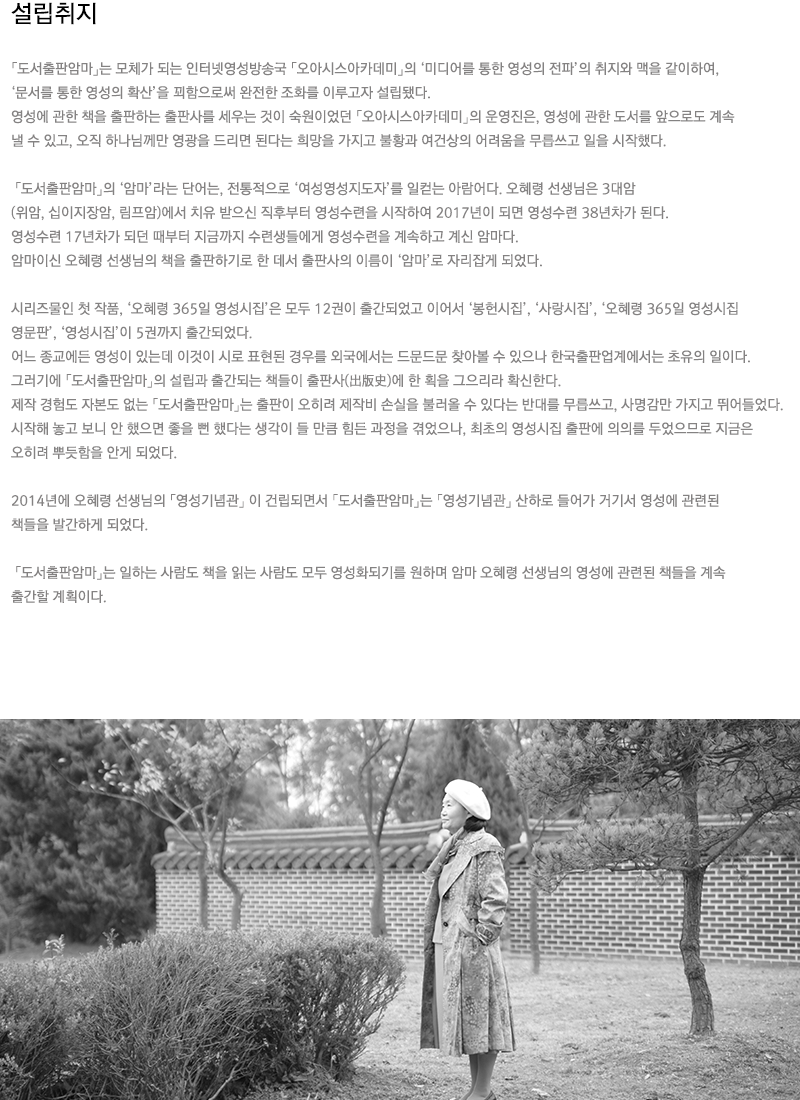 설립취지
「도서출판암마」는 모체가 되는 인터넷영성방송국 「오아시스아카데미」의 ‘미디어를 통한 영성의 전파’의 취지와 맥을 같이하여,
‘문서를 통한 영성의 확산’을 꾀함으로써 완전한 조화를 이루고자 설립됐다.
영성에 관한 책을 출판하는 출판사를 세우는 것이 숙원이었던 「오아시스아카데미」의 운영진은, 영성에 관한 도서를 앞으로도 계속
낼 수 있고, 오직 하나님께만 영광을 드리면 된다는 희망을 가지고 불황과 여건상의 어려움을 무릅쓰고 일을 시작했다.
「도서출판암마」의 ‘암마’라는 단어는, 전통적으로 ‘여성영성지도자’를 일컫는 아람어다. 오혜령 선생님은 3대암
(위암, 십이지장암, 림프암)에서 치유 받으신 직후부터 영성수련을 시작하여 2017년이 되면 영성수련 38년차가 된다.
영성수련 17년차가 되던 때부터 지금까지 수련생들에게 영성수련을 계속하고 계신 암마다.
암마이신 오혜령 선생님의 책을 출판하기로 한 데서 출판사의 이름이 ‘암마’로 자리잡게 되었다.
시리즈물인 첫 작품, ‘오혜령 365일 영성시집’은 모두 12권이 출간되었고 이어서 ‘봉헌시집’, ‘사랑시집’, ‘오혜령 365일 영성시집
영문판’, ‘영성시집’이 5권까지 출간되었다.
어느 종교에든 영성이 있는데 이것이 시로 표현된 경우를 외국에서는 드문드문 찾아볼 수 있으나 한국출판업계에서는 초유의 일이다.
그러기에 「도서출판암마」의 설립과 출간되는 책들이 출판사(出版史)에 한 획을 그으리라 확신한다.
제작 경험도 자본도 없는 「도서출판암마」는 출판이 오히려 제작비 손실을 불러올 수 있다는 반대를 무릅쓰고, 사명감만 가지고 뛰어들었다.
시작해 놓고 보니 안 했으면 좋을 뻔 했다는 생각이 들 만큼 힘든 과정을 겪었으나, 최초의 영성시집 출판에 의의를 두었으므로 지금은
오히려 뿌듯함을 안게 되었다.
2014년에 오혜령 선생님의 「영성기념관」 이 건립되면서 「도서출판암마」는 「영성기념관」 산하로 들어가 거기서 영성에 관련된
책들을 발간하게 되었다.
「도서출판암마」는 일하는 사람도 책을 읽는 사람도 모두 영성화되기를 원하며 암마 오혜령 선생님의 영성에 관련된 책들을 계속
출간할 계획이다.